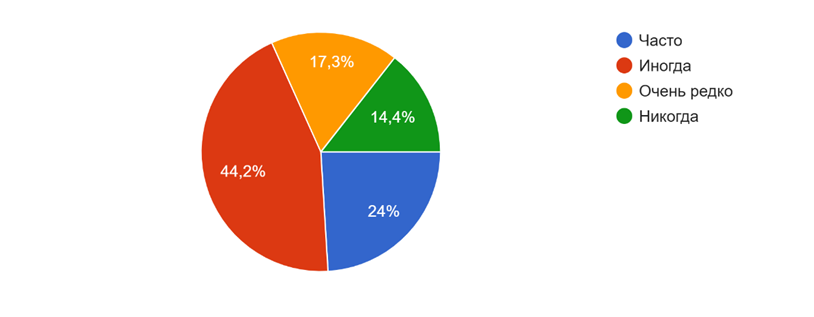 Часто
Иногда
Очень редко
Никогда
17,3%
14,4%
44,2%
24%